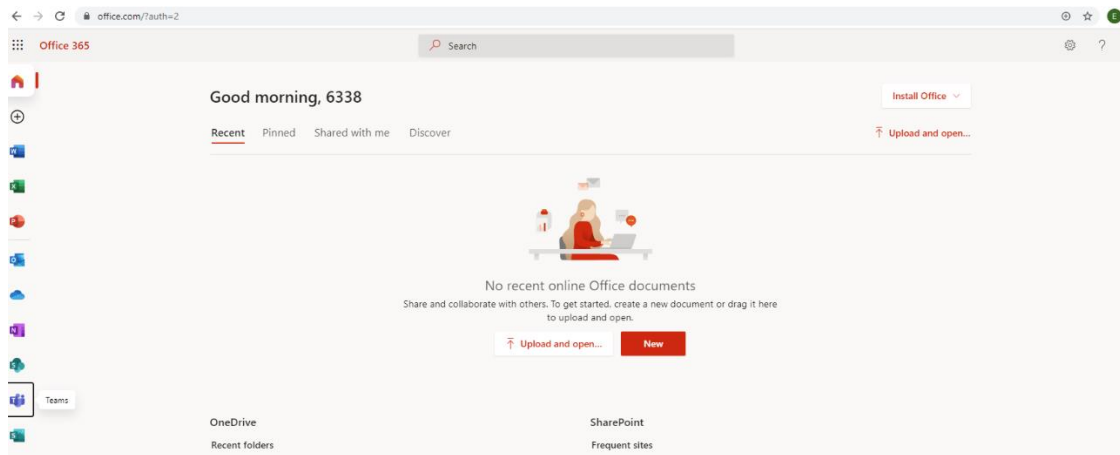 office.com/?auth=2
E
Office 365
Search
?
Good morning, 6338
Install Office
Recent Pinned Shared with me Discover
Upload and open...
No recent online Office documents
Share and collaborate with others. To get started, create a new document or drag it here
to upload and open.
Upload and open... New
Teams
OneDrive SharePoint
Recent folders Frequent sites